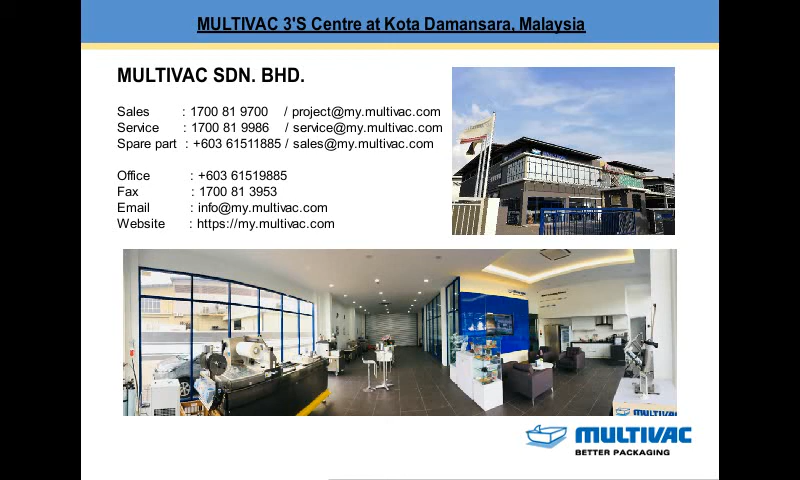 MULTIVAC 3'S Centre at Kota Damansara, Malaysia
MULTIVAC SDN. BHD.
Sales : 1700 81 9700 / project@my.multivac.com
Service : 1700 81 9986 / service@my.multivac.com
Spare part : +603 61511885 / sales@my.multivac.com
Office : +603 61519885
Fax : 1700 81 3953
Email : info@my.multivac.com
Website : https://my.multivac.com
MULTIVAC
MULTIVAC
BETTER PACKAGING